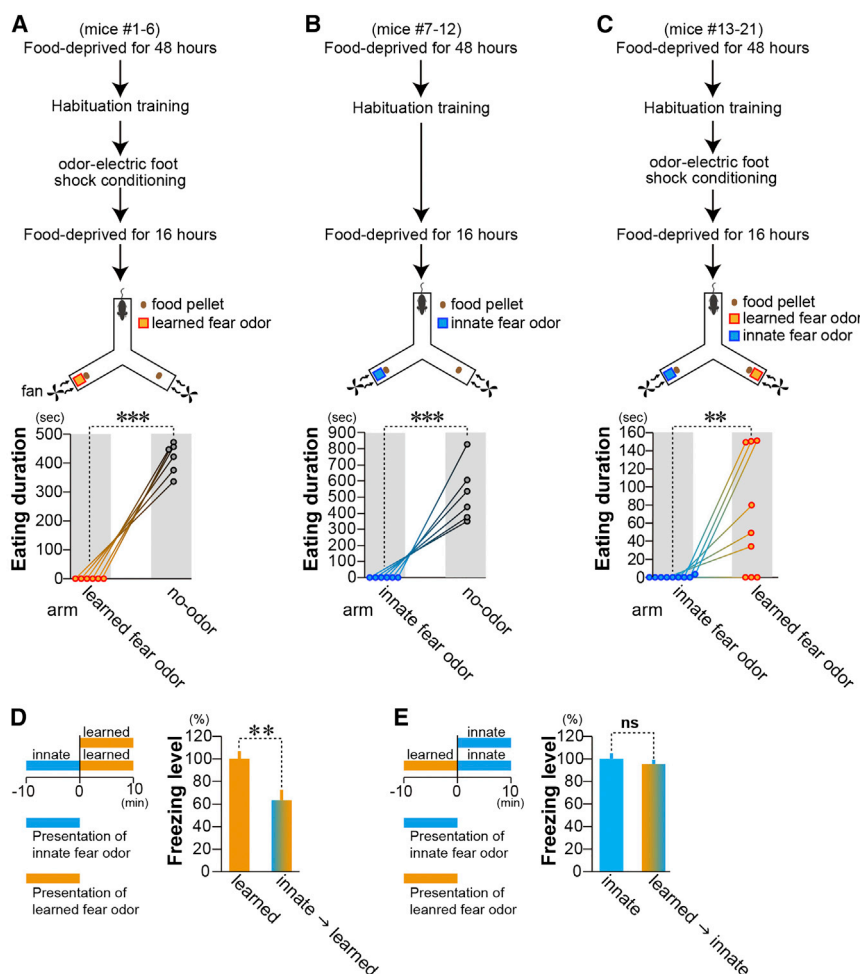 A
(mice #1-6)
Food-deprived for 48 hours
Habituation training
odor-electric foot
shock conditioning
Food-deprived for 16 hours
food pellet
learned fear odor
fan
(sec)
***
Eating duration
500
400
300
200
100
0
arm
learned fear odor
no-odor
B
(mice #7-12)
Food-deprived for 48 hours
Habituation training
Food-deprived for 16 hours
food pellet
innate fear odor
(sec)
***
Eating duration
900
800
700
600
500
400
300
200
100
0
arm
innate fear odor
no-odor
C
(mice #13-21)
Food-deprived for 48 hours
Habituation training
odor-electric foot
shock conditioning
Food-deprived for 16 hours
food pellet
learned fear odor
innate fear odor
(sec)
**
Eating duration
160
140
120
100
80
60
40
20
0
arm
innate fear odor
learned fear odor
D
learned
innate
learned
-10
0
10
(min)
Presentation of
innate fear odor
Presentation of
learned fear odor
(%)
**
Freezing level
120
100
80
60
40
20
0
learned
innate → learned
E
innate
learned
innate
-10
0
10
(min)
Presentation of
innate fear odor
Presentation of
leanred fear odor
(%)
ns
Freezing level
120
100
80
60
40
20
0
innate
learned → innate